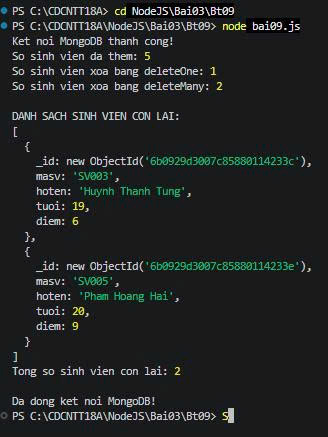 PS C:\CDCNTT18A> cd NodeJS\Bai03\Bt09
PS C:\CDCNTT18A\NodeJS\Bai03\Bt09> node bai09.js
Ket noi MongoDB thanh cong!
So sinh vien da them: 5
So sinh vien xoa bang deleteOne: 1
So sinh vien xoa bang deleteMany: 2
DANH SACH SINH VIEN CON LAI:
[
{
_id: new ObjectId('6b0929d3007c85880114233c'),
masv: 'SV003',
hoten: 'Huynh Thanh Tung',
tuoi: 19,
diem: 6
},
{
_id: new ObjectId('6b0929d3007c85880114233e'),
masv: 'SV005',
hoten: 'Pham Hoang Hai',
tuoi: 20,
diem: 9
}
]
Tong so sinh vien con lai: 2
Da dong ket noi MongoDB!
PS C:\CDCNTT18A\NodeJS\Bai03\Bt09> S